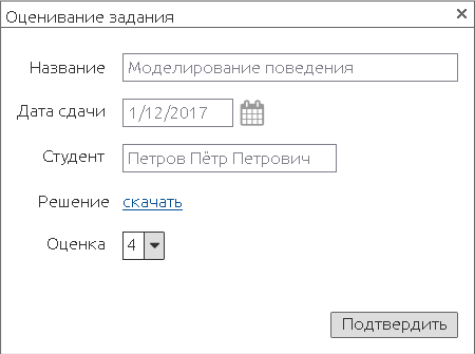 Оценивание задания
Название Моделирование поведения
Дата сдачи 1/12/2017
Студент Петров Пётр Петрович
Решение скачать
Оценка 4
Подтвердить